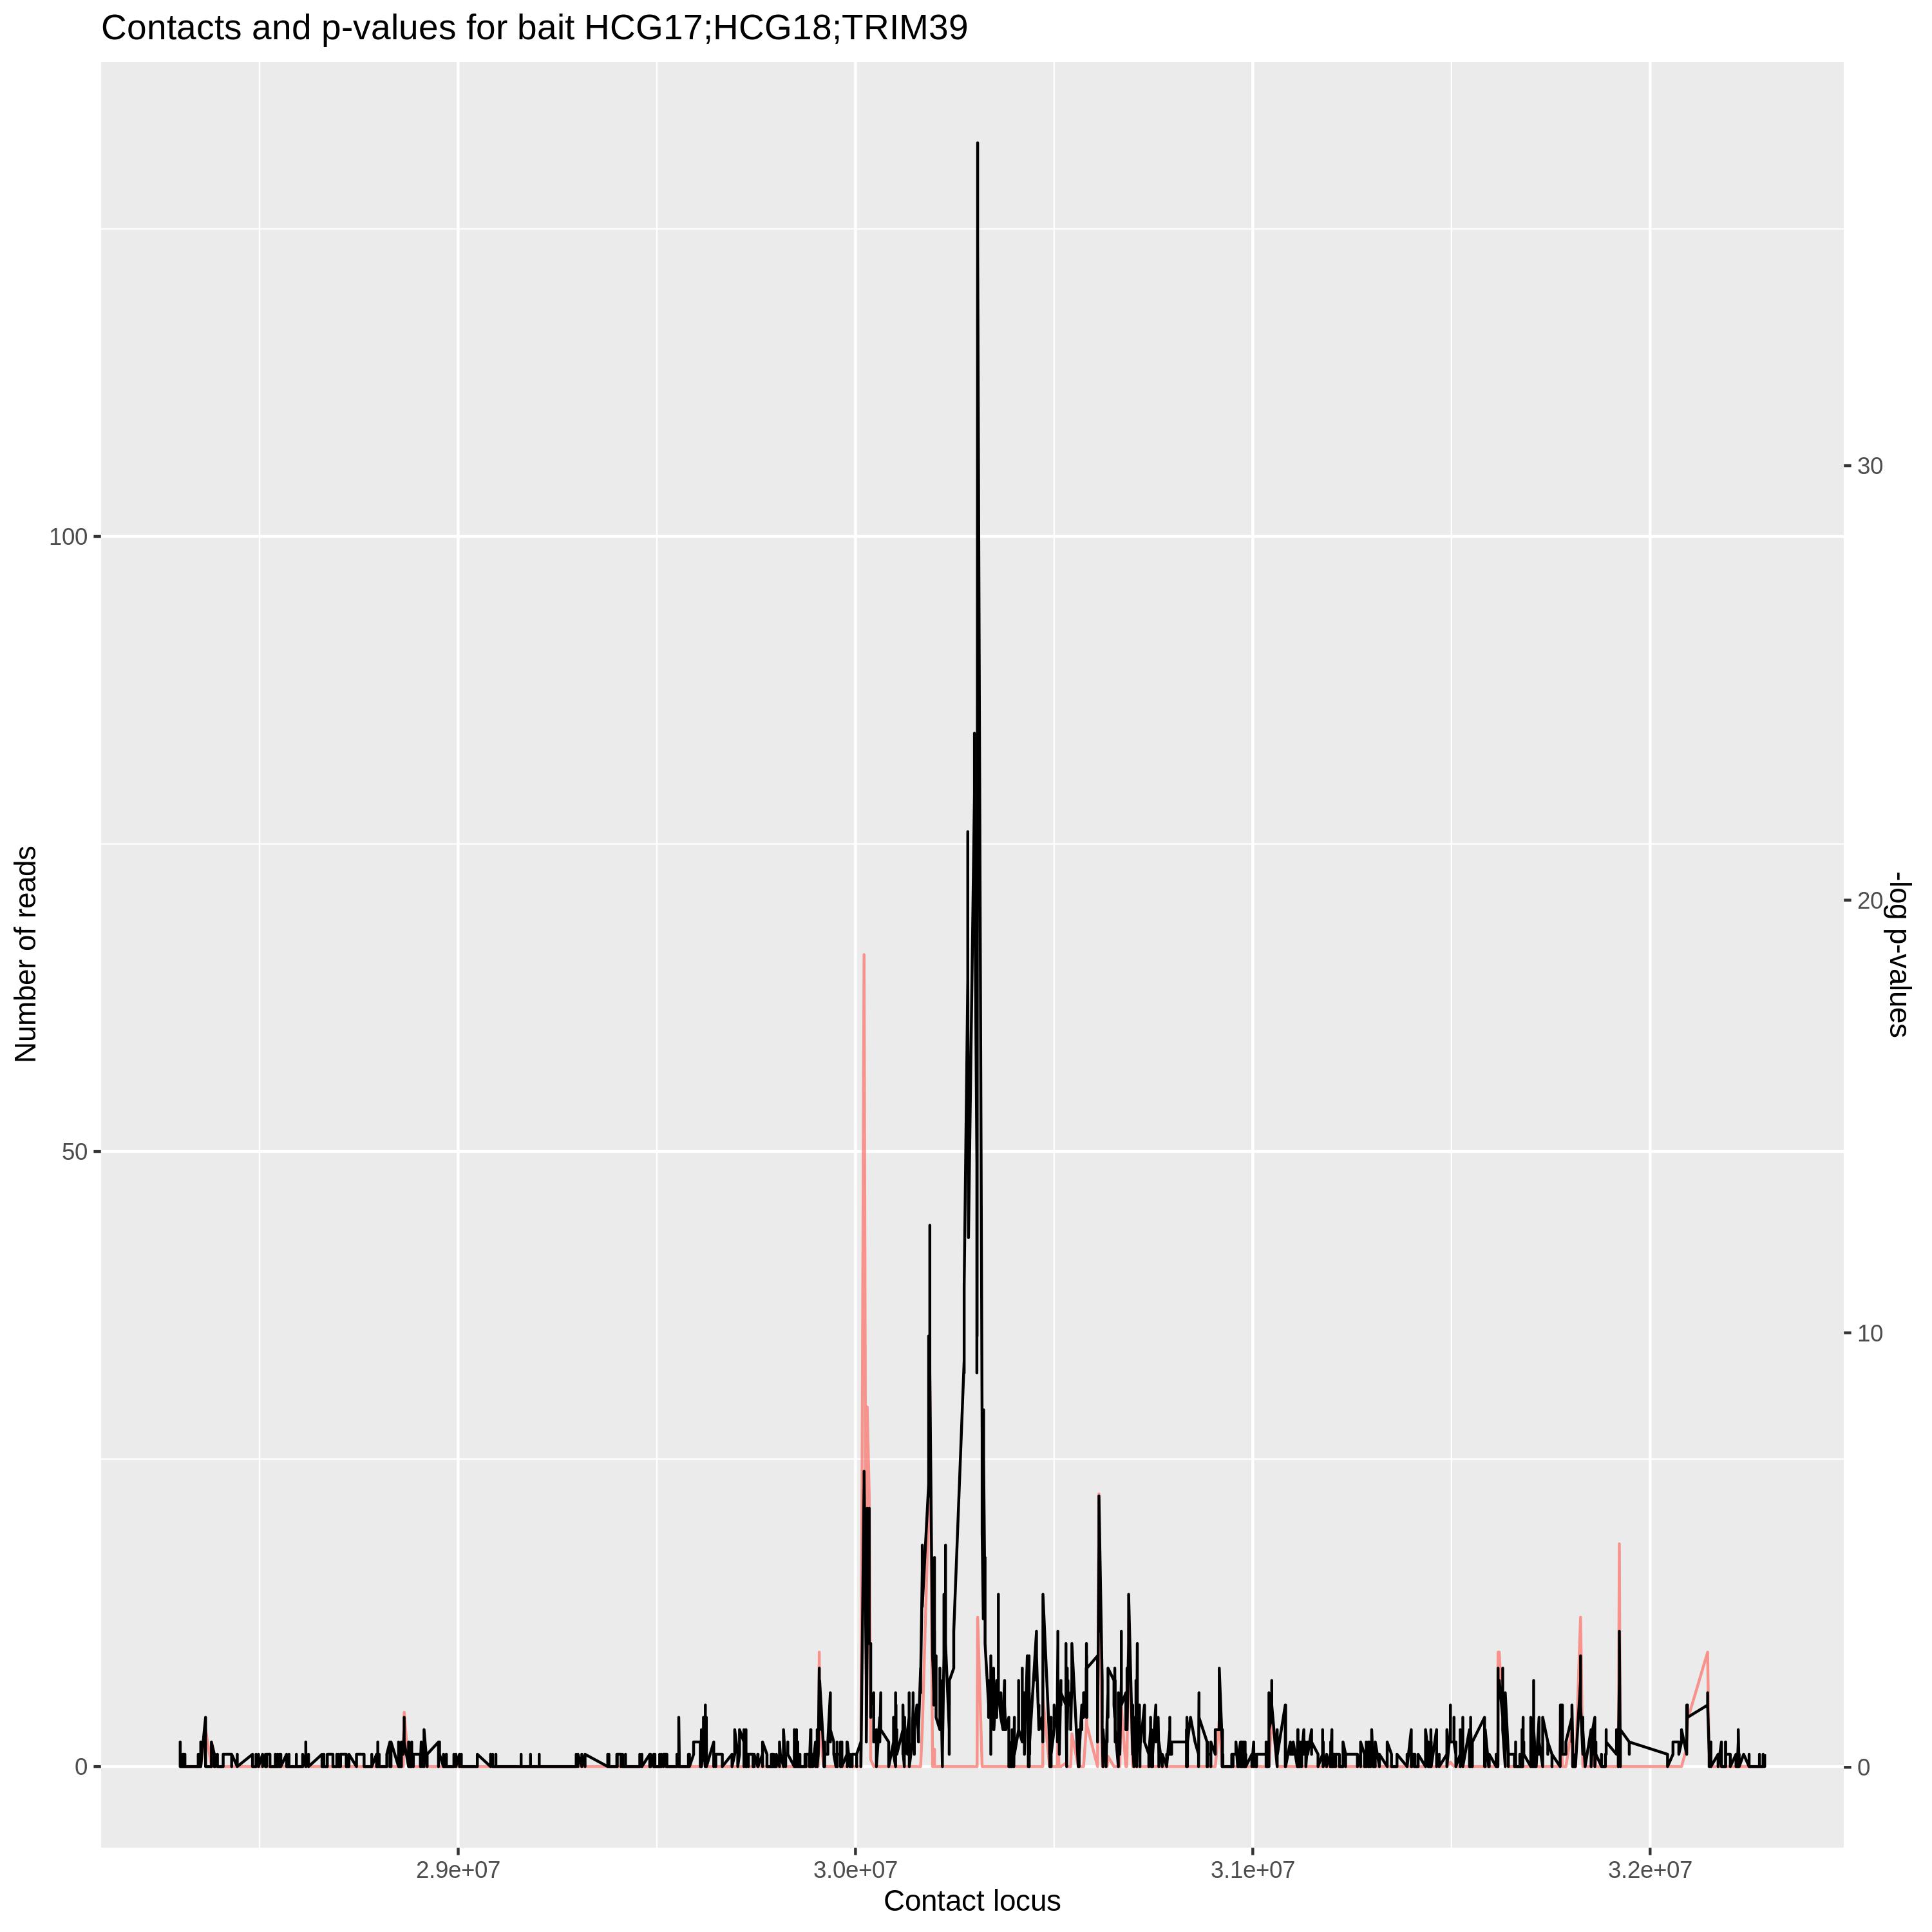 Contacts and p-values for bait HCG17;HCG18;TRIM39
Number of reads
100
50
0
30
20
10
0
-log p-values
2.9e+07
3.0e+07
3.1e+07
3.2e+07
Contact locus